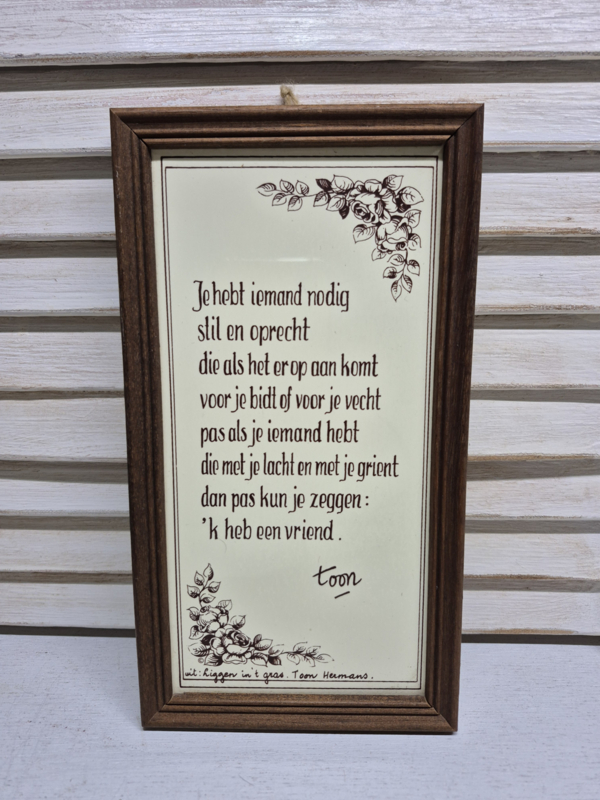 Je hebt iemand nodig
stil en oprecht
die als het er op aan komt
voor je bidt of voor je vecht
pas als je iemand hebt
die met je lacht en met je grient
dan pas kun je zeggen:
'k heb een vriend.
toon
uit: Liggen in 't gras. Toon Hermans.